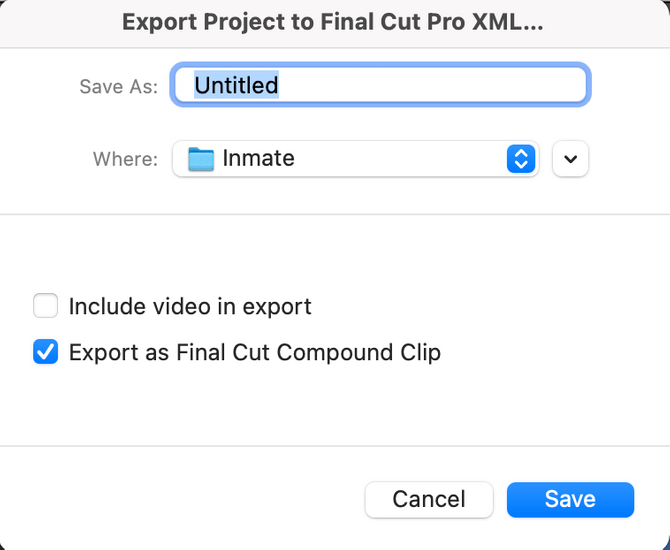 Export Project to Final Cut Pro XML...
Save As: Untitled
Where: Inmate
Include video in export
Export as Final Cut Compound Clip
Cancel Save